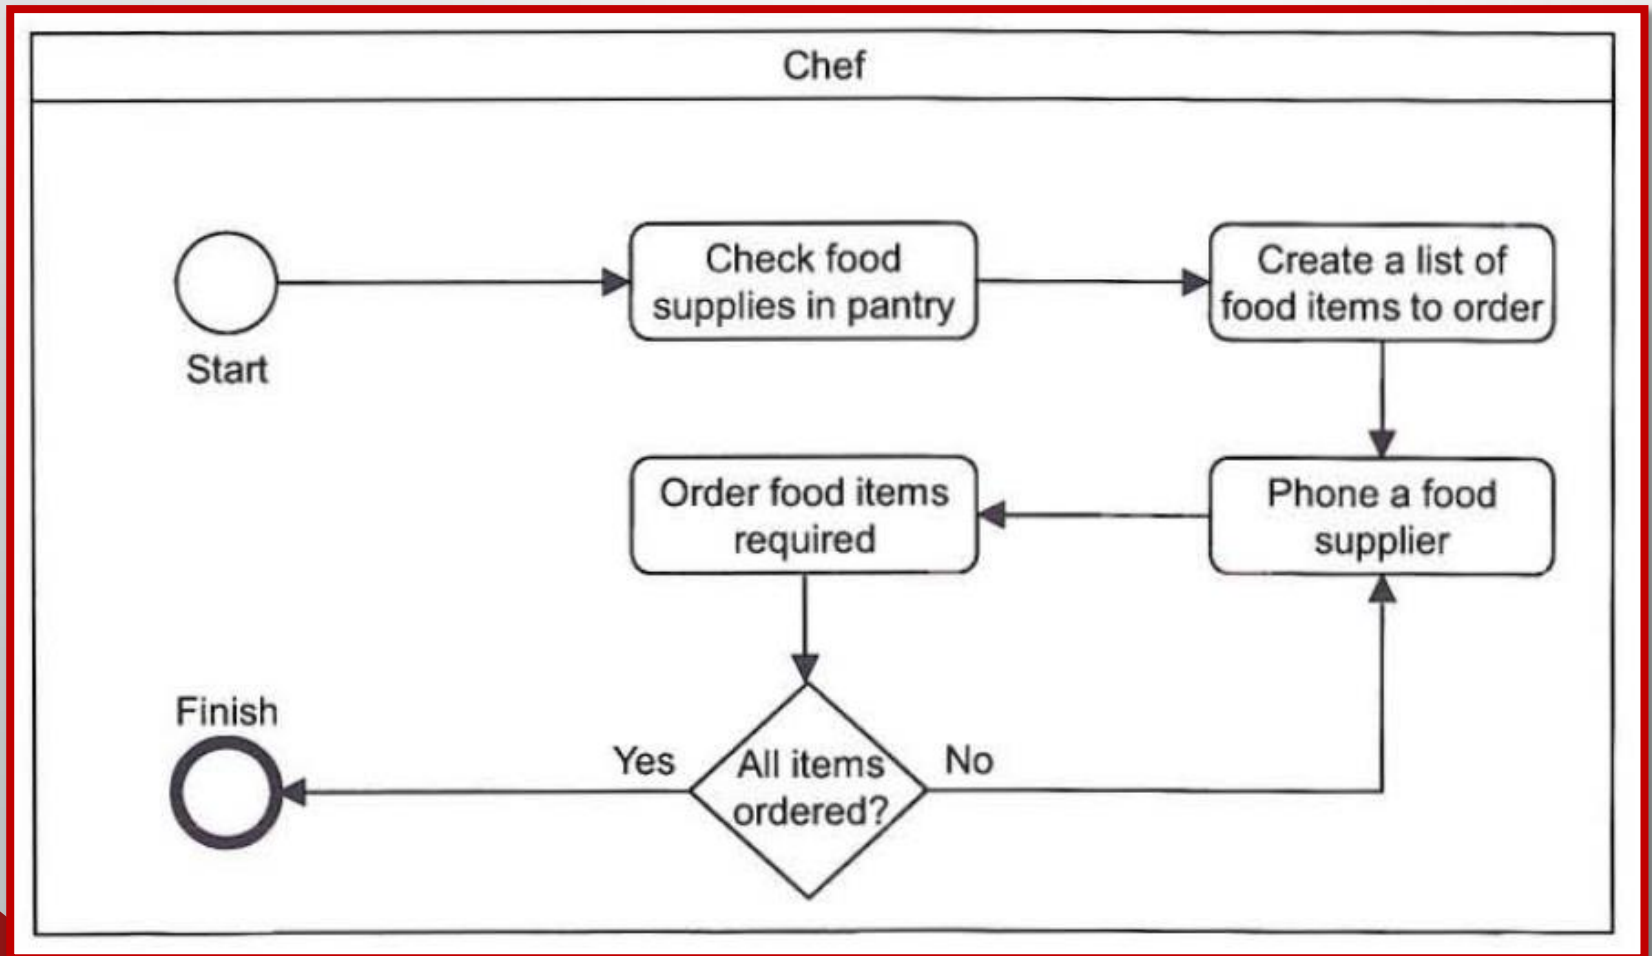 Chef
Start
Check food
supplies in pantry
Create a list of
food items to order
Phone a food
supplier
Order food items
required
All items
ordered?
Yes
No
Finish